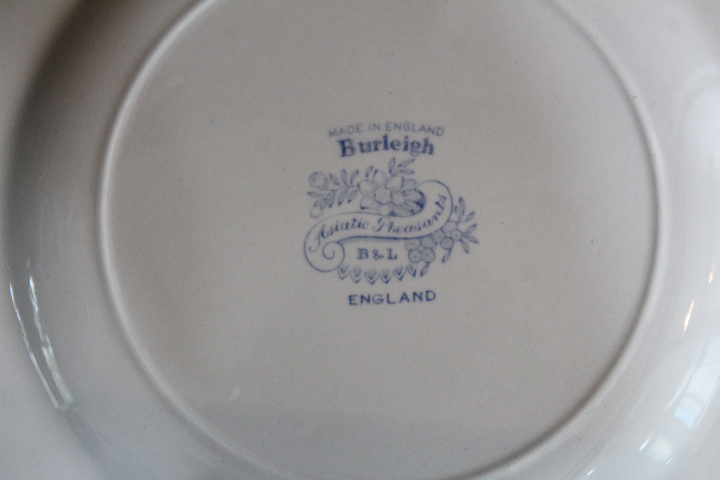 MADE IN ENGLAND
Burleigh
Asiatic Pheasants
B&L
ENGLAND